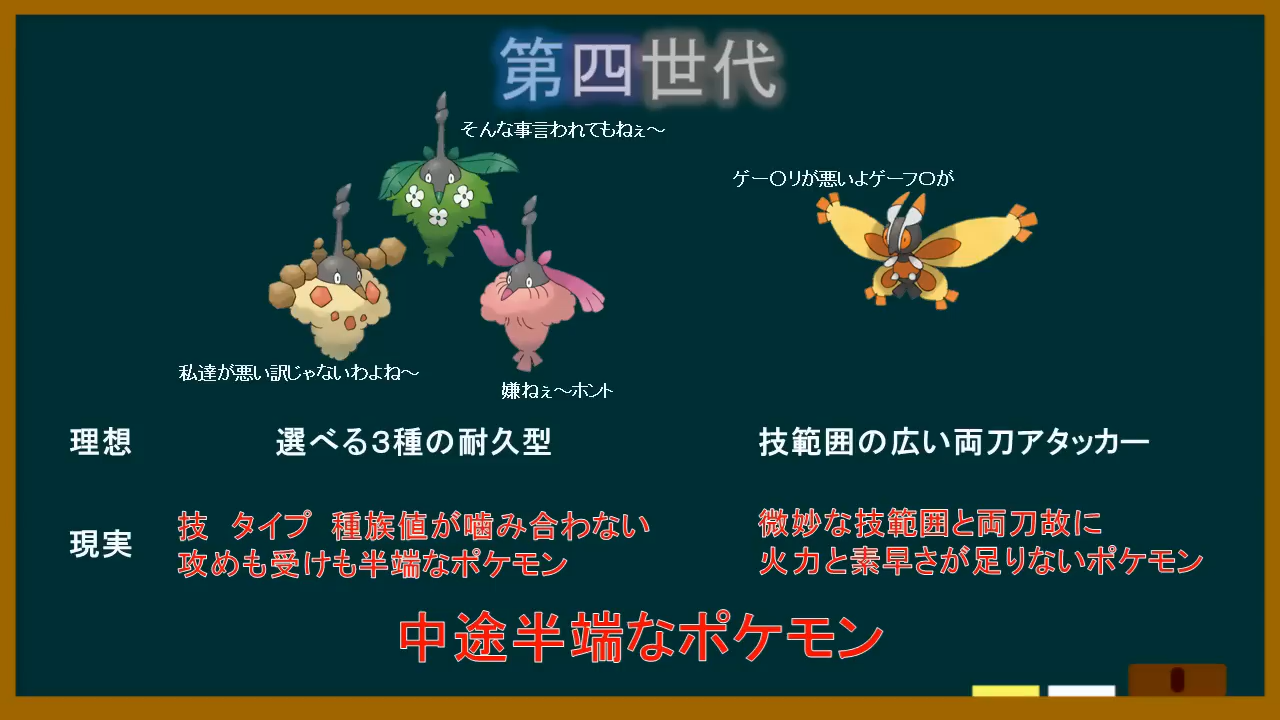 第四世代
そんな事言われてもねぇ～
ゲー〇リが悪いよゲーフ〇が
私達が悪い訳じゃないわよね～
嫌ねぇ～ホント
理想
選べる３種の耐久型
技範囲の広い両刀アタッカー
現実
技　タイプ　種族値が噛み合わない
攻めも受けも半端なポケモン
微妙な技範囲と両刀故に
火力と素早さが足りないポケモン
中途半端なポケモン